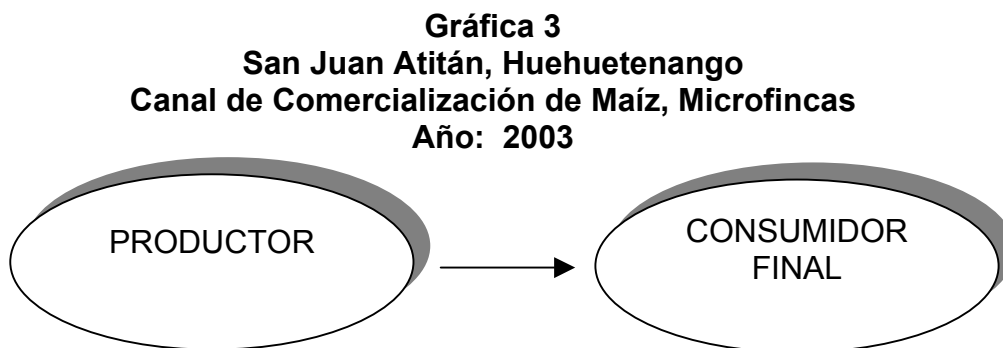 Gráfica 3
San Juan Atitán, Huehuetenango
Canal de Comercialización de Maíz, Microfincas
Año:  2003
PRODUCTOR
CONSUMIDOR
FINAL